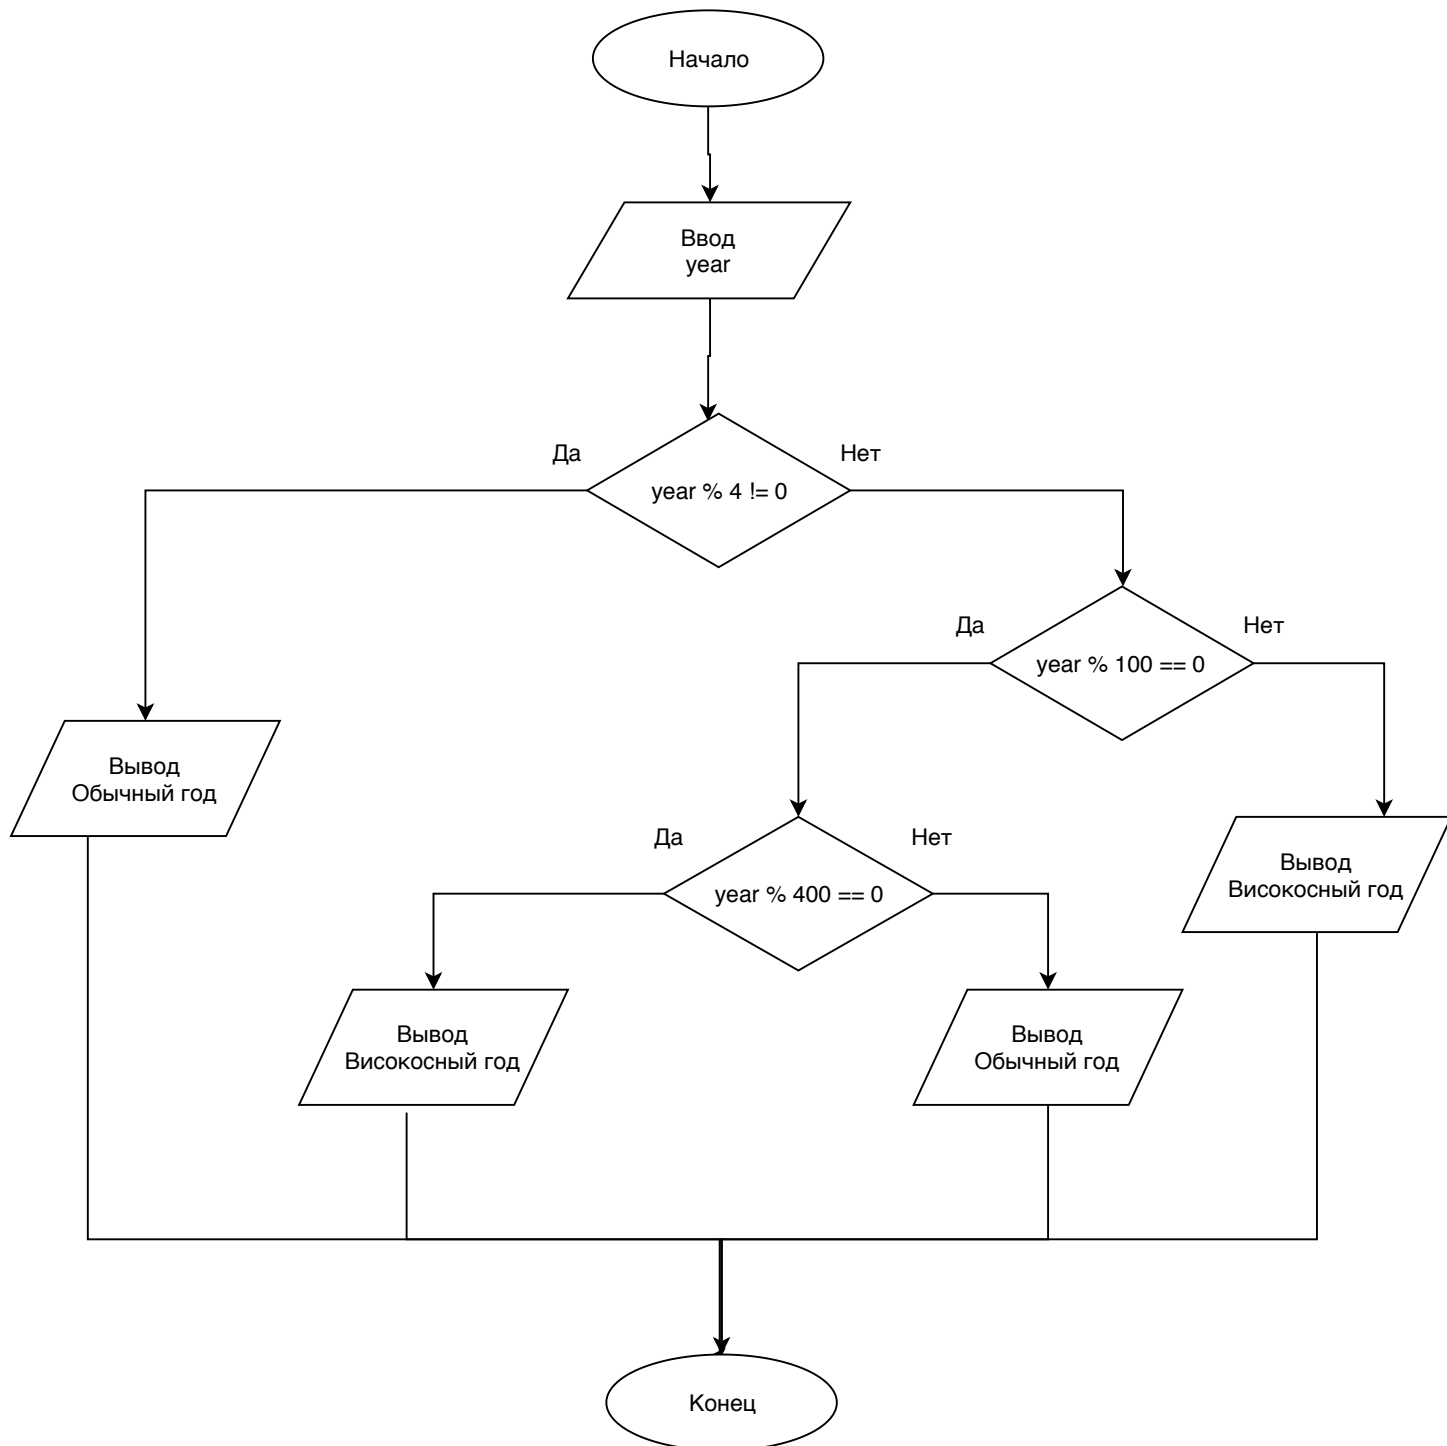 Начало
Ввод
year
Да
Нет
year % 4 != 0
Да
Нет
year % 100 == 0
Вывод
Обычный год
Да
Нет
year % 400 == 0
Вывод
Високосный год
Вывод
Високосный год
Вывод
Обычный год
Конец